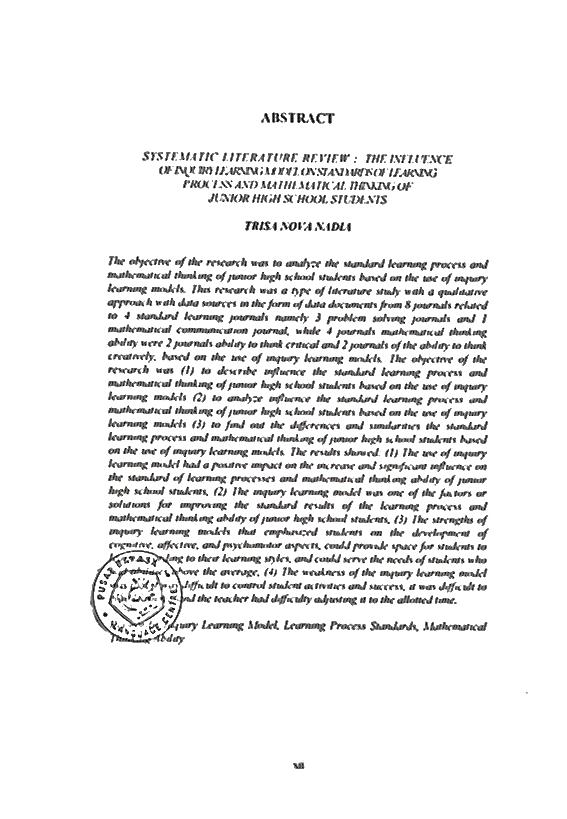 ABSTRACT
SYSTEMATIC LITERATURE REVIEW : THE INFLUENCE
OF INQUIRY LEARNING MODEL ON STANDARDS OF LEARNING
PROCESS AND MATHEMATICAL THINKING OF
JUNIOR HIGH SCHOOL STUDENTS
TRISA NOVA NADIA
The objective of the research was to analyze the standard learning process and
mathematical thinking of junior high school students based on the use of inquiry
learning models. This research was a type of literature study with a qualitative
approach with data sources in the form of data documents from 8 journals related
to 4 standard learning journals namely 3 problem solving journals and 1
mathematical communication journal, while 4 journals mathematical thinking
ability were 2 journals ability to think critical and 2 journals of the ability to think
creatively, based on the use of inquiry learning models. The objective of the
research was (1) to describe influence the standard learning process and
mathematical thinking of junior high school students based on the use of inquiry
learning models (2) to analyze influence the standard learning process and
mathematical thinking of junior high school students based on the use of inquiry
learning models (3) to find out the differences and similarities the standard
learning process and mathematical thinking of junior high school students based
on the use of inquiry learning models. The results showed. (1) The use of inquiry
learning model had a positive impact on the increase and significant influence on
the standard of learning processes and mathematical thinking ability of junior
high school students, (2) The inquiry learning model was one of the factors or
solutions for improving the standard results of the learning process and
mathematical thinking ability of junior high school students, (3) The strengths of
inquiry learning models that emphasized students on the development of
cognitive, affective, and psychomotor aspects, could provide space for students to
to their learning styles, and could serve the needs of students who
above the average, (4) The weakness of the inquiry learning model
difficult to control student activities and success, it was difficult to
and the teacher had difficulty adjusting it to the allotted time.
Inquiry Learning Model, Learning Process Standards, Mathematical
Ability
PUSAT BAHASA
LANGUAGE CENTRE
xii